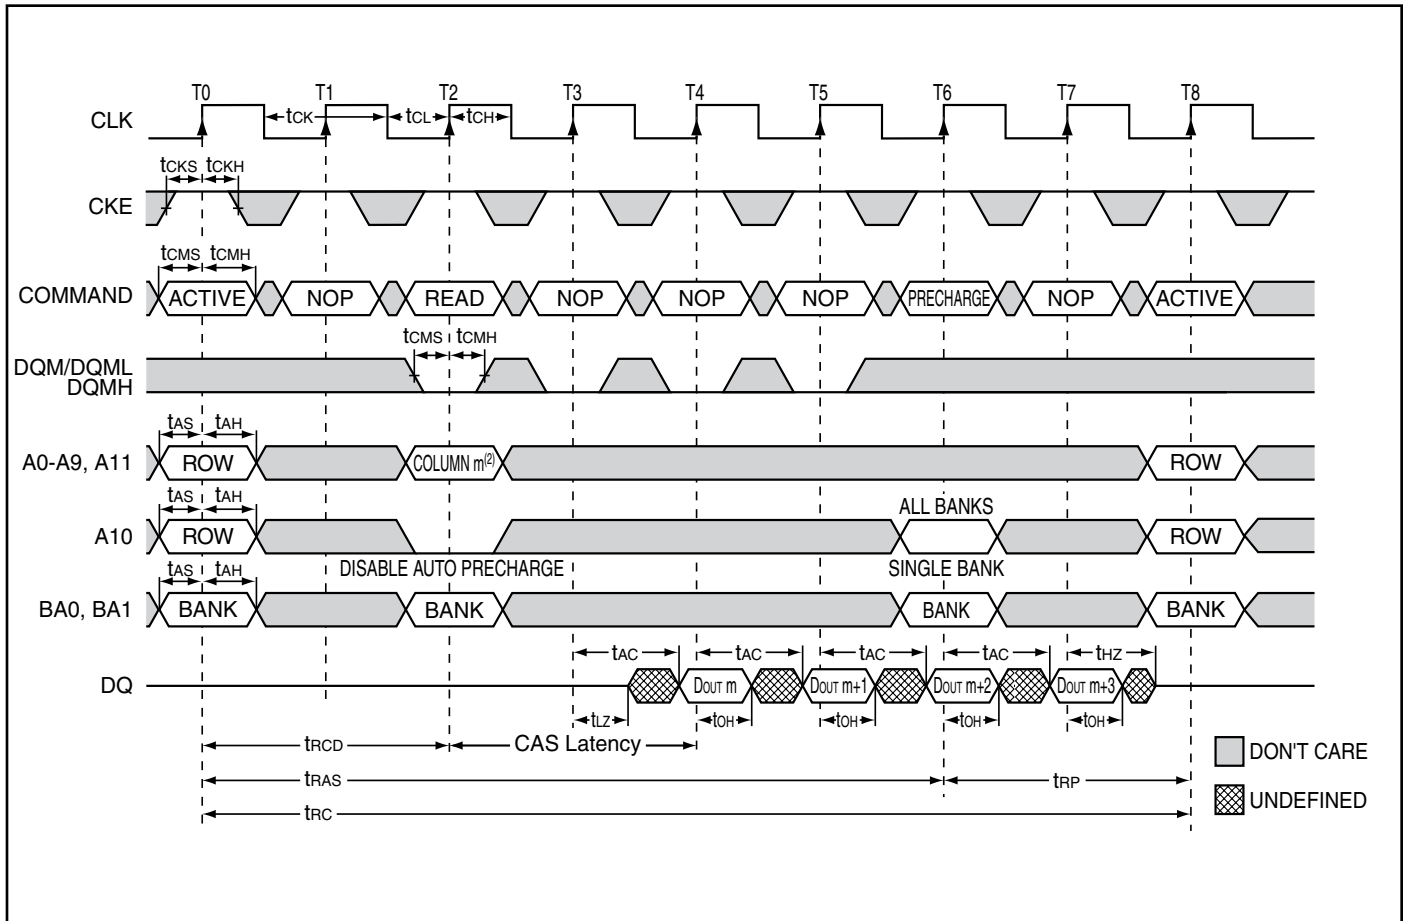 T0 T1 T2 T3 T4 T5 T6 T7 T8
CLK tCK tCL tCH
tCKS tCKH
CKE
tCMS tCMH
COMMAND ACTIVE NOP READ NOP NOP NOP PRECHARGE NOP ACTIVE
tCMS tCMH
DQM/DQML
DQMH
tAS tAH
A0-A9, A11 ROW COLUMN m(2) ROW
tAS tAH ALL BANKS
A10 ROW ROW
DISABLE AUTO PRECHARGE SINGLE BANK
tAS tAH
BA0, BA1 BANK BANK BANK BANK
tAC tAC tAC tAC tHZ
DQ DOUT m DOUT m+1 DOUT m+2 DOUT m+3
tLZ tOH tOH tOH tOH
tRCD CAS Latency
DON'T CARE
tRAS tRP
UNDEFINED
tRC